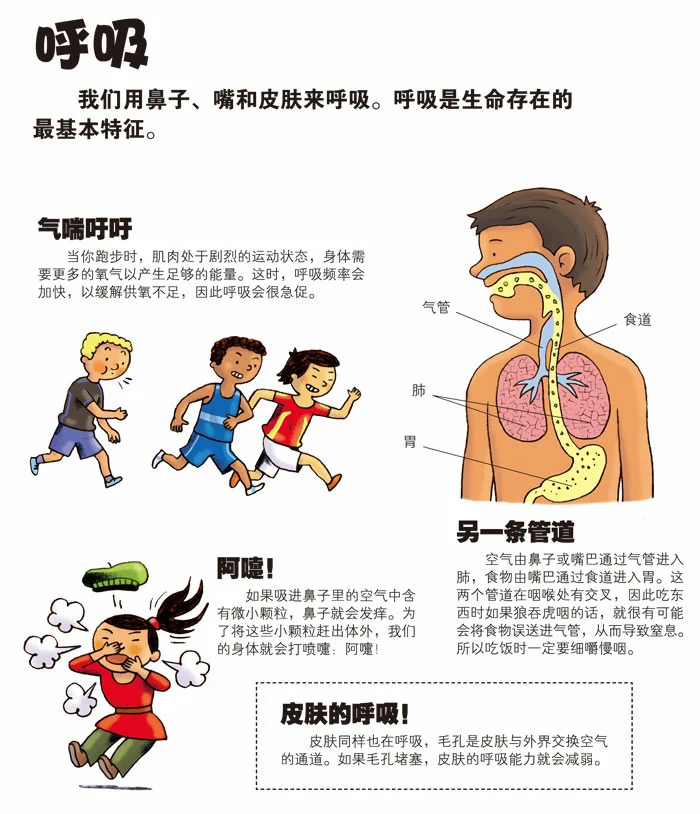 呼吸
我们用鼻子、嘴和皮肤来呼吸。呼吸是生命存在的
最基本特征。
气喘吁吁
当你跑步时，肌肉处于剧烈的运动状态，身体需
要更多的氧气以产生足够的能量。这时，呼吸频率会
加快，以缓解供氧不足，因此呼吸会很急促。
气管
食道
肺
胃
另一条管道
空气由鼻子或嘴巴通过气管进入
肺，食物由嘴巴通过食道进入胃。这
两个管道在咽喉处有交叉，因此吃东
西时如果狼吞虎咽的话，就很有可能
会将食物误送进气管，从而导致窒息。
所以吃饭时一定要细嚼慢咽。
阿嚏！
如果吸进鼻子里的空气中含
有微小颗粒，鼻子就会发痒。为
了将这些小颗粒赶出体外，我们
的身体就会打喷嚏：阿嚏！
皮肤的呼吸！
皮肤同样也在呼吸，毛孔是皮肤与外界交换空气
的通道。如果毛孔堵塞，皮肤的呼吸能力就会减弱。